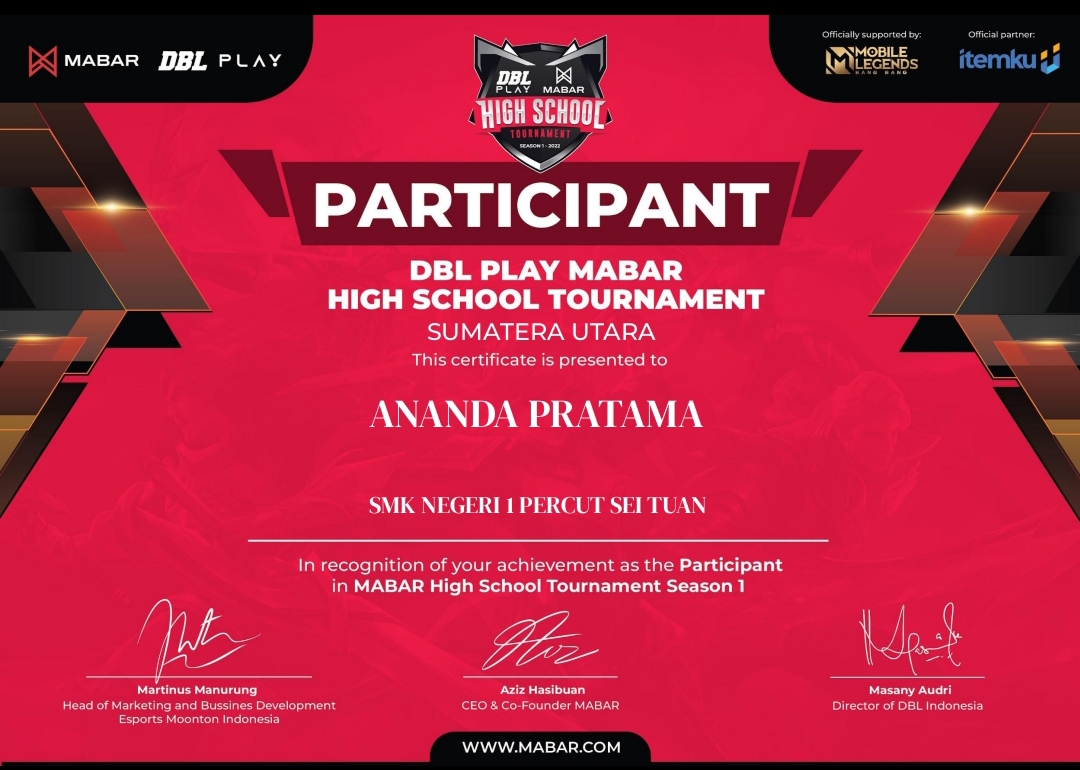 MABAR
DBL PLAY
Officially supported by:
MOBILE
LEGENDS
BANG BANG
Official partner:
itemku
DBL
PLAY
MABAR
HIGH SCHOOL
TOURNAMENT
SEASON 1 - 2022
PARTICIPANT
DBL PLAY MABAR
HIGH SCHOOL TOURNAMENT
SUMATERA UTARA
This certificate is presented to
ANANDA PRATAMA
SMK NEGERI 1 PERCUT SEI TUAN
In recognition of your achievement as the Participant
in MABAR High School Tournament Season 1
Martinus Manurung
Head of Marketing and Bussines Development
Esports Moonton Indonesia
Aziz Hasibuan
CEO & Co-Founder MABAR
Masany Audri
Director of DBL Indonesia
WWW.MABAR.COM